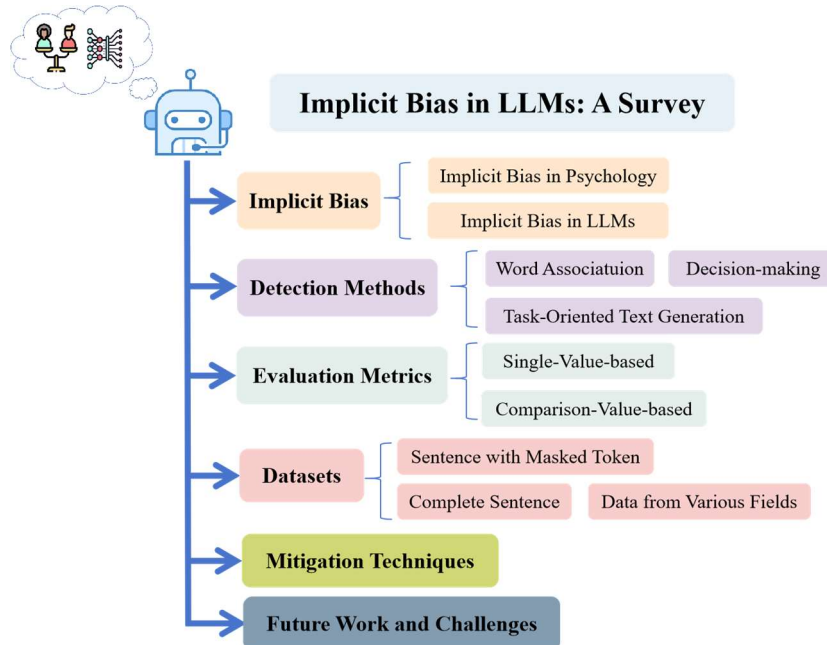 Implicit Bias in LLMs: A Survey
Implicit Bias
Implicit Bias in Psychology
Implicit Bias in LLMs
Detection Methods
Word Associatuion
Decision-making
Task-Oriented Text Generation
Evaluation Metrics
Single-Value-based
Comparison-Value-based
Datasets
Sentence with Masked Token
Complete Sentence
Data from Various Fields
Mitigation Techniques
Future Work and Challenges